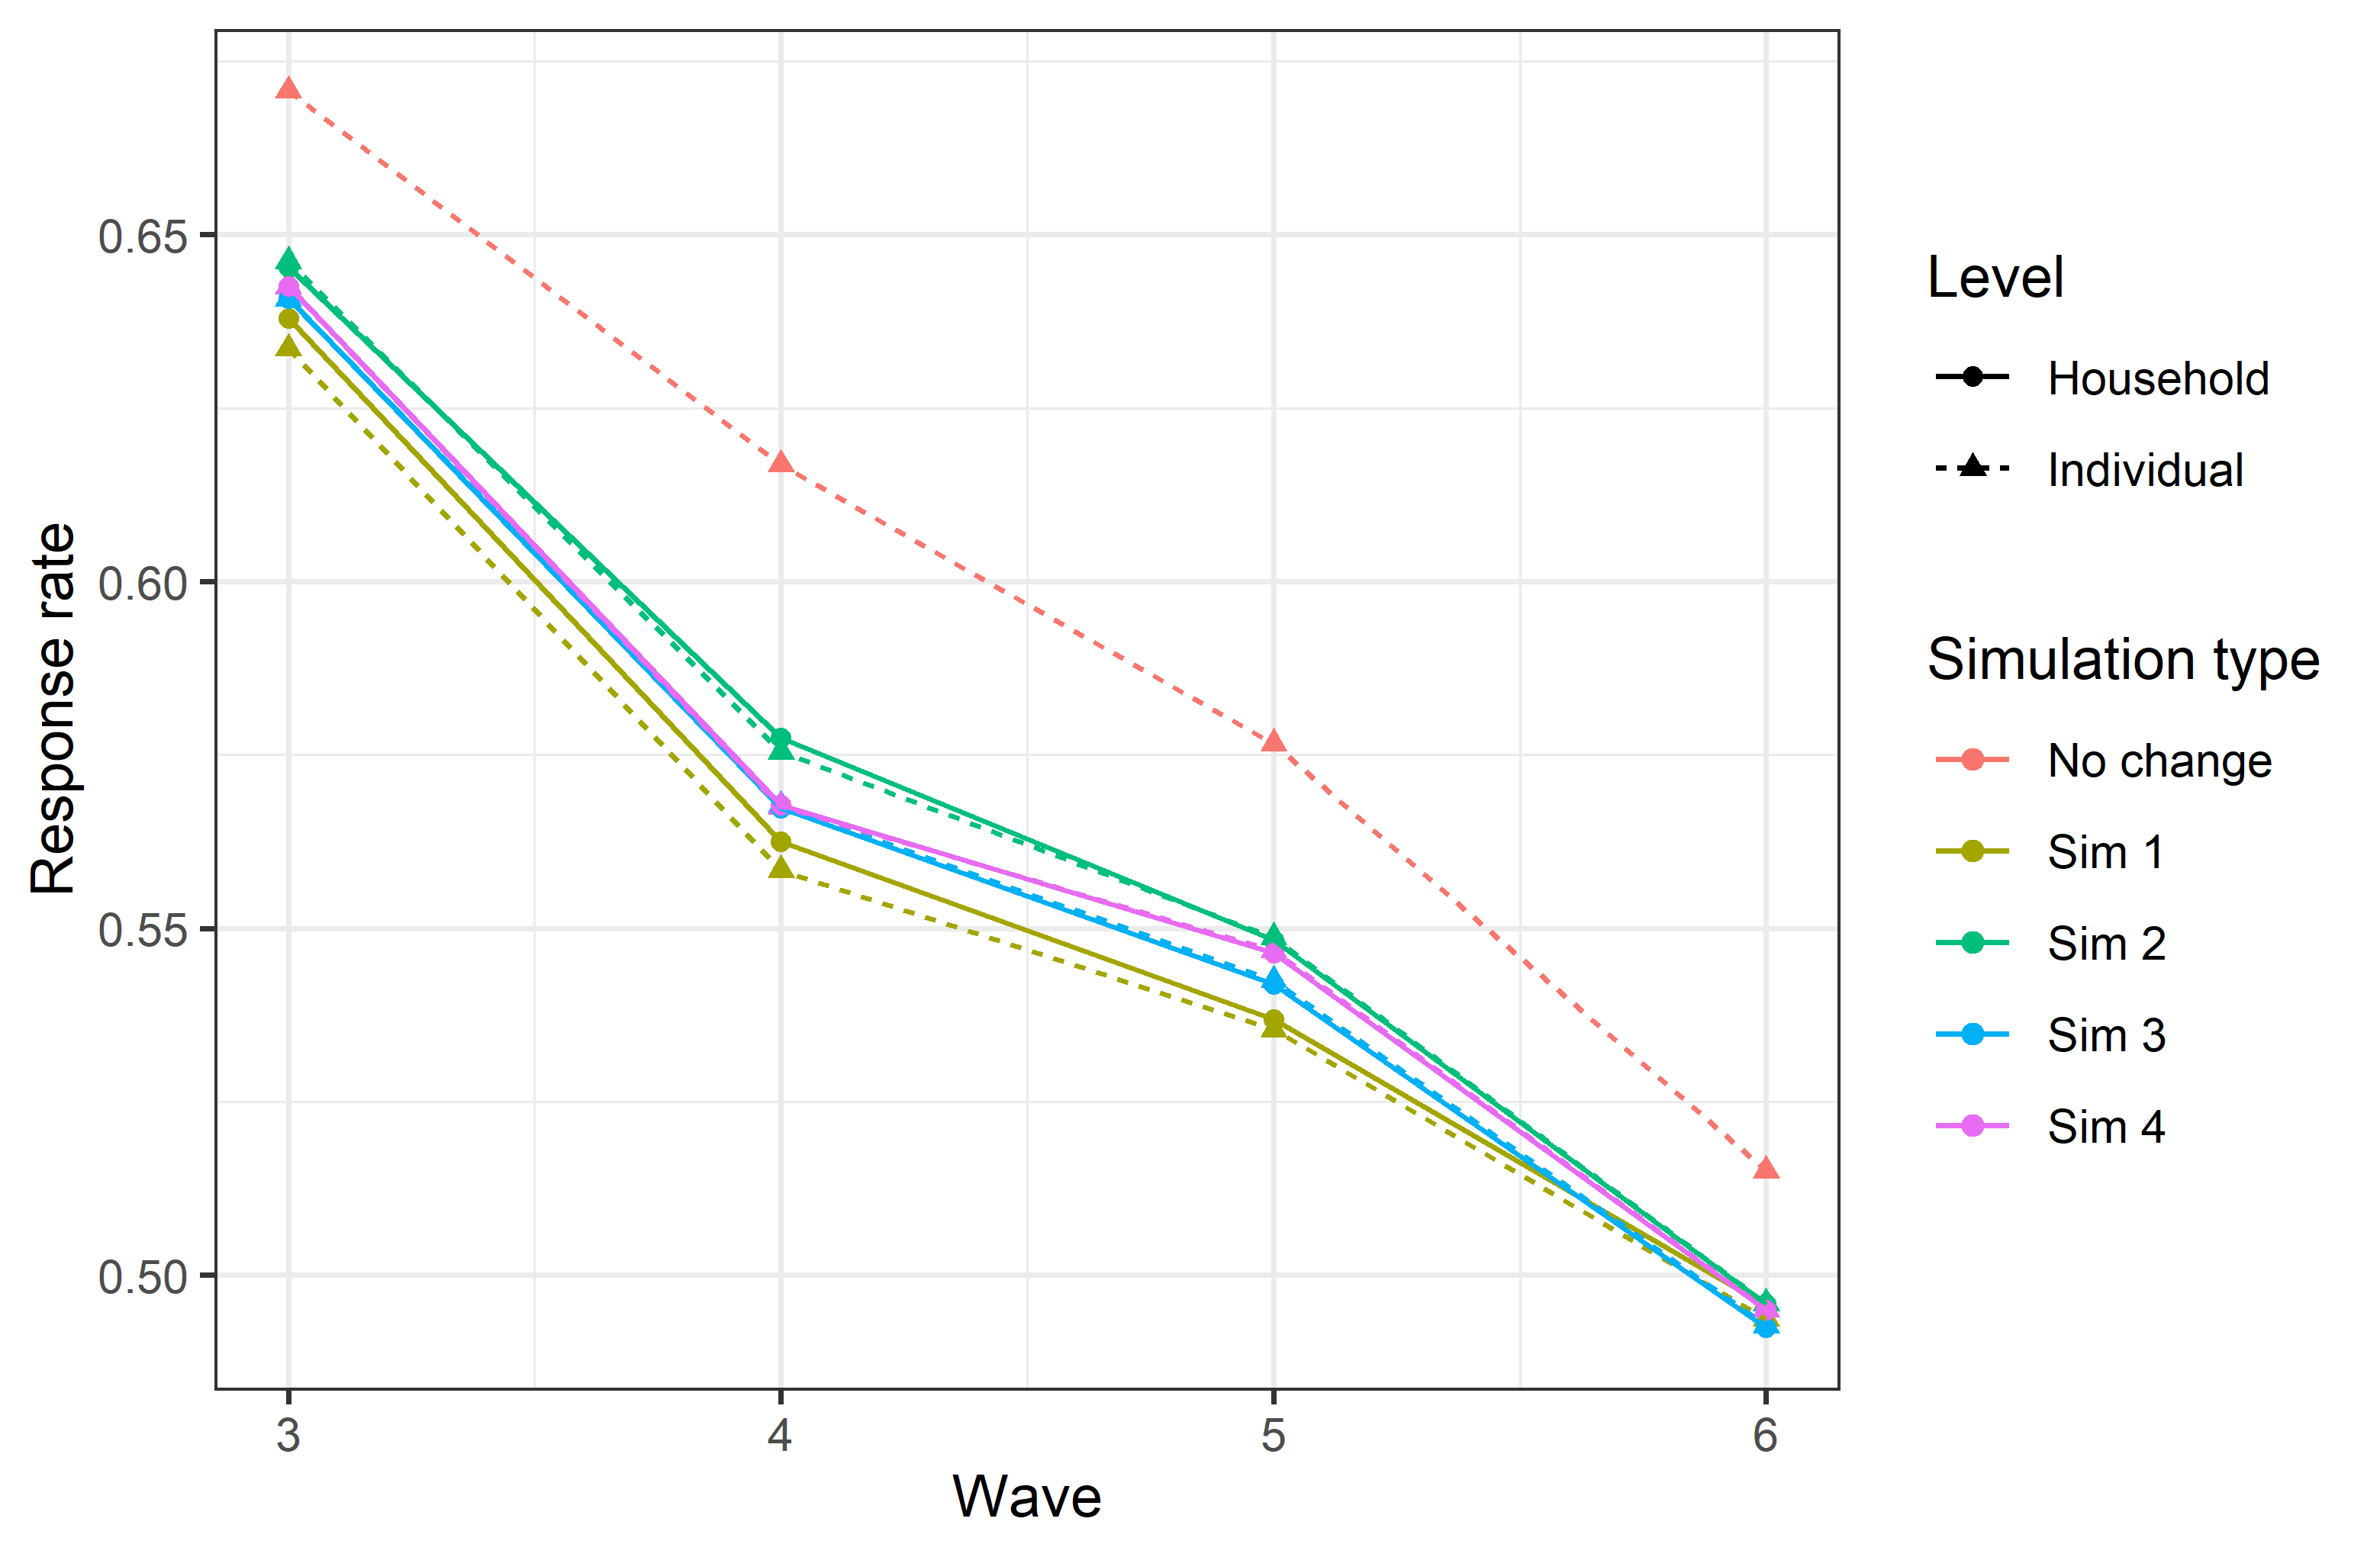 Response rate
0.65
0.60
0.55
0.50
3 4 5 6
Wave
Level
Household
Individual
Simulation type
No change
Sim 1
Sim 2
Sim 3
Sim 4